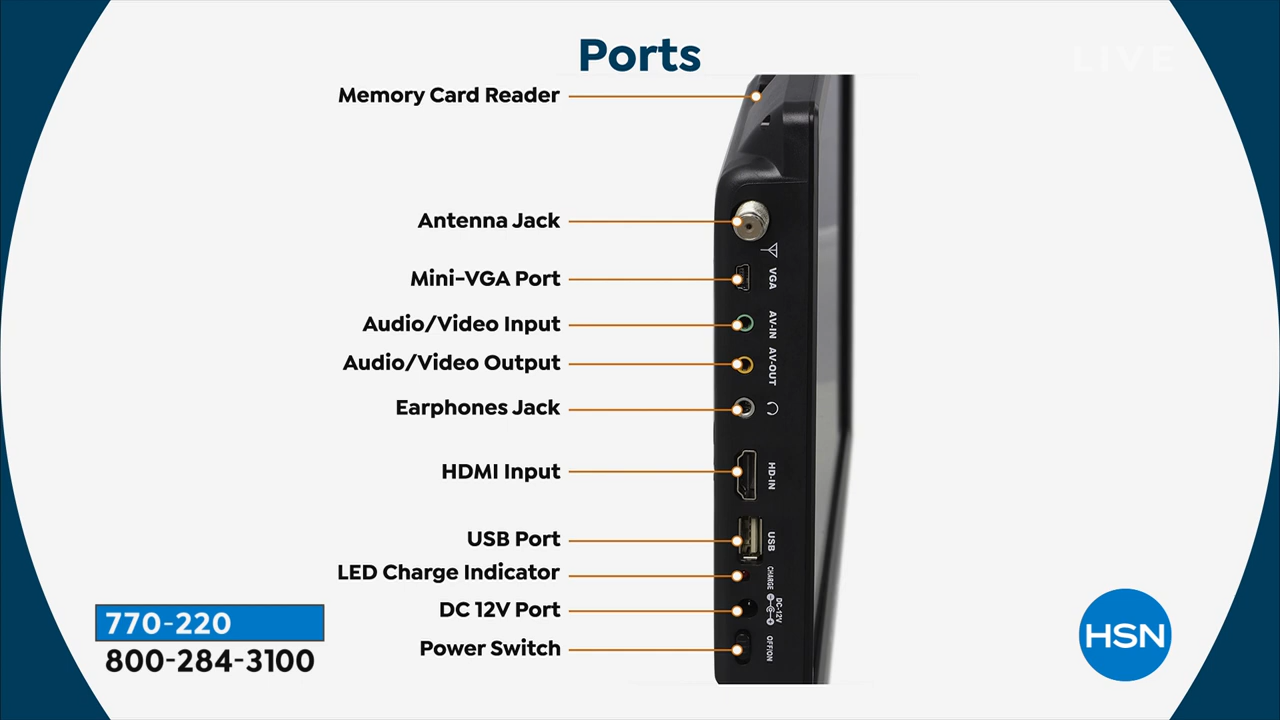 Ports
LIVE
Memory Card Reader
Antenna Jack
Mini-VGA Port
VGA
Audio/Video Input
AV-IN
Audio/Video Output
AV-OUT
Earphones Jack
HDMI Input
HD-IN
USB Port
USB
LED Charge Indicator
CHARGE
DC 12V Port
DC-12V
Power Switch
OFF/ON
770-220
800-284-3100
HSN